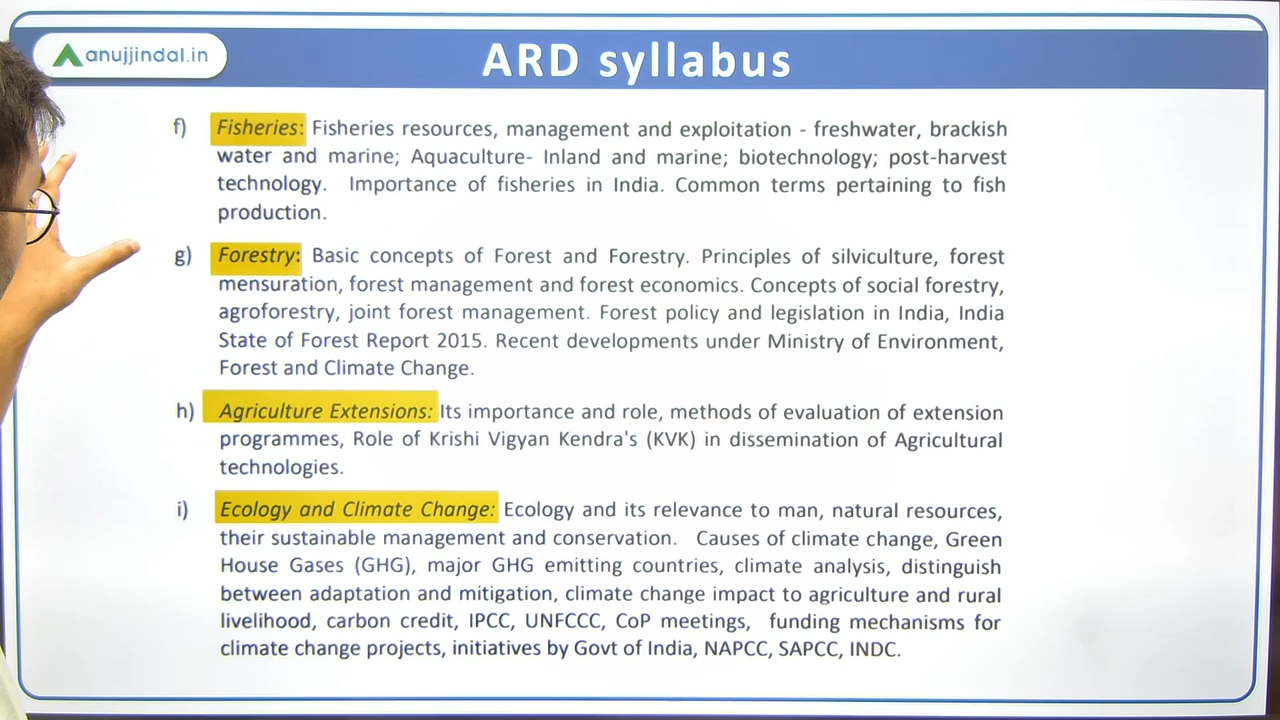 anujjindal.in
ARD syllabus
f) Fisheries: Fisheries resources, management and exploitation - freshwater, brackish
water and marine; Aquaculture- Inland and marine; biotechnology; post-harvest
technology. Importance of fisheries in India. Common terms pertaining to fish
production.
g) Forestry: Basic concepts of Forest and Forestry. Principles of silviculture, forest
mensuration, forest management and forest economics. Concepts of social forestry,
agroforestry, joint forest management. Forest policy and legislation in India, India
State of Forest Report 2015. Recent developments under Ministry of Environment,
Forest and Climate Change.
h) Agriculture Extensions: Its importance and role, methods of evaluation of extension
programmes, Role of Krishi Vigyan Kendra's (KVK) in dissemination of Agricultural
technologies.
i) Ecology and Climate Change: Ecology and its relevance to man, natural resources,
their sustainable management and conservation. Causes of climate change, Green
House Gases (GHG), major GHG emitting countries, climate analysis, distinguish
between adaptation and mitigation, climate change impact to agriculture and rural
livelihood, carbon credit, IPCC, UNFCCC, CoP meetings, funding mechanisms for
climate change projects, initiatives by Govt of India, NAPCC, SAPCC, INDC.